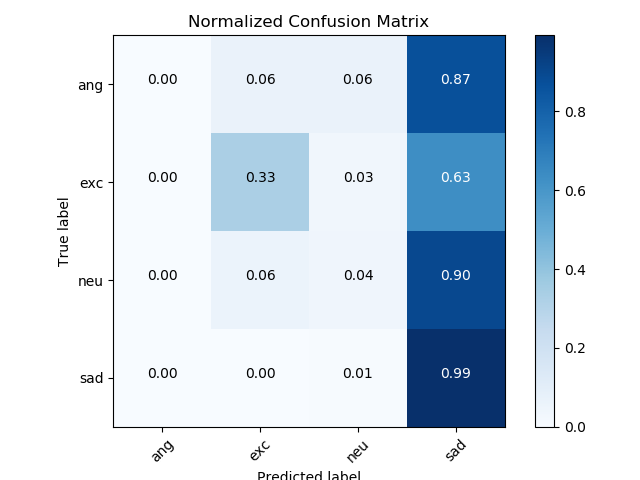 Normalized Confusion Matrix
ang 0.00 0.06 0.06 0.87
exc 0.00 0.33 0.03 0.63
neu 0.00 0.06 0.04 0.90
sad 0.00 0.00 0.01 0.99
ang exc neu sad
True label
Predicted label
0.8
0.6
0.4
0.2
0.0